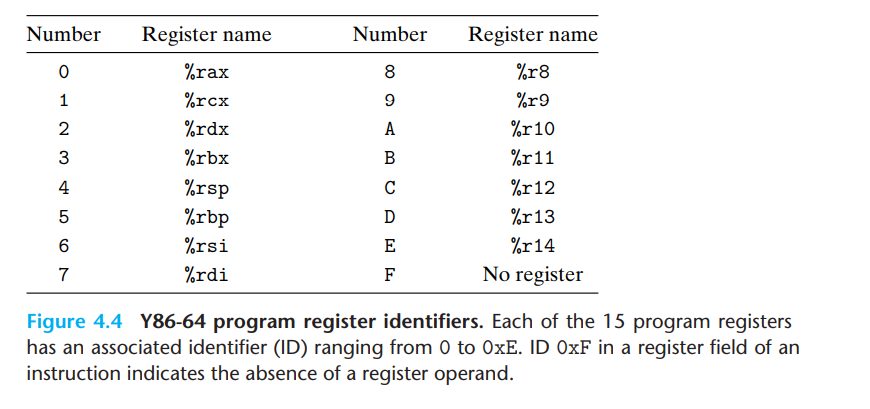 Number Register name Number Register name
0 %rax 8 %r8
1 %rcx 9 %r9
2 %rdx A %r10
3 %rbx B %r11
4 %rsp C %r12
5 %rbp D %r13
6 %rsi E %r14
7 %rdi F No register
Figure 4.4 Y86-64 program register identifiers. Each of the 15 program registers
has an associated identifier (ID) ranging from 0 to 0xE. ID 0xF in a register field of an
instruction indicates the absence of a register operand.